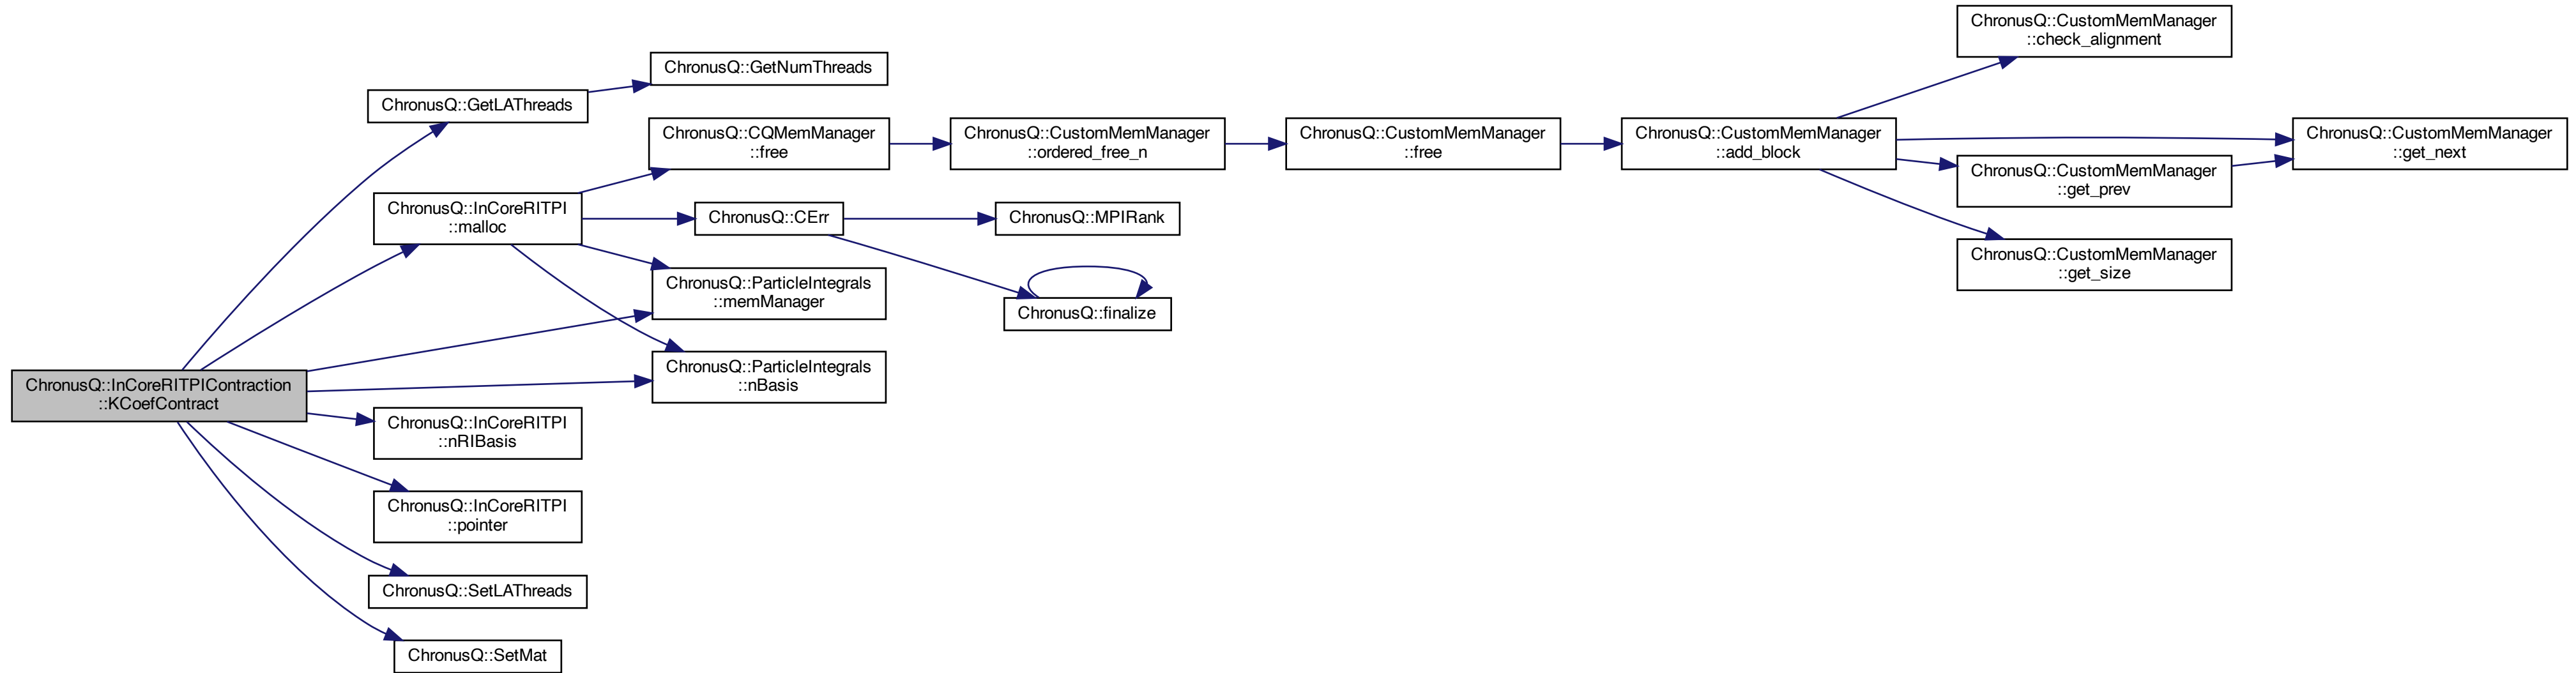 ChronusQ::InCoreRITPIContraction
::KCoefContract
ChronusQ::GetLAThreads
ChronusQ::GetNumThreads
ChronusQ::InCoreRITPI
::malloc
ChronusQ::CQMemManager
::free
ChronusQ::CustomMemManager
::ordered_free_n
ChronusQ::CustomMemManager
::free
ChronusQ::CustomMemManager
::add_block
ChronusQ::CustomMemManager
::check_alignment
ChronusQ::CustomMemManager
::get_next
ChronusQ::CustomMemManager
::get_prev
ChronusQ::CustomMemManager
::get_size
ChronusQ::CErr
ChronusQ::MPIRank
ChronusQ::finalize
ChronusQ::ParticleIntegrals
::memManager
ChronusQ::ParticleIntegrals
::nBasis
ChronusQ::InCoreRITPI
::nRIBasis
ChronusQ::InCoreRITPI
::pointer
ChronusQ::SetLAThreads
ChronusQ::SetMat